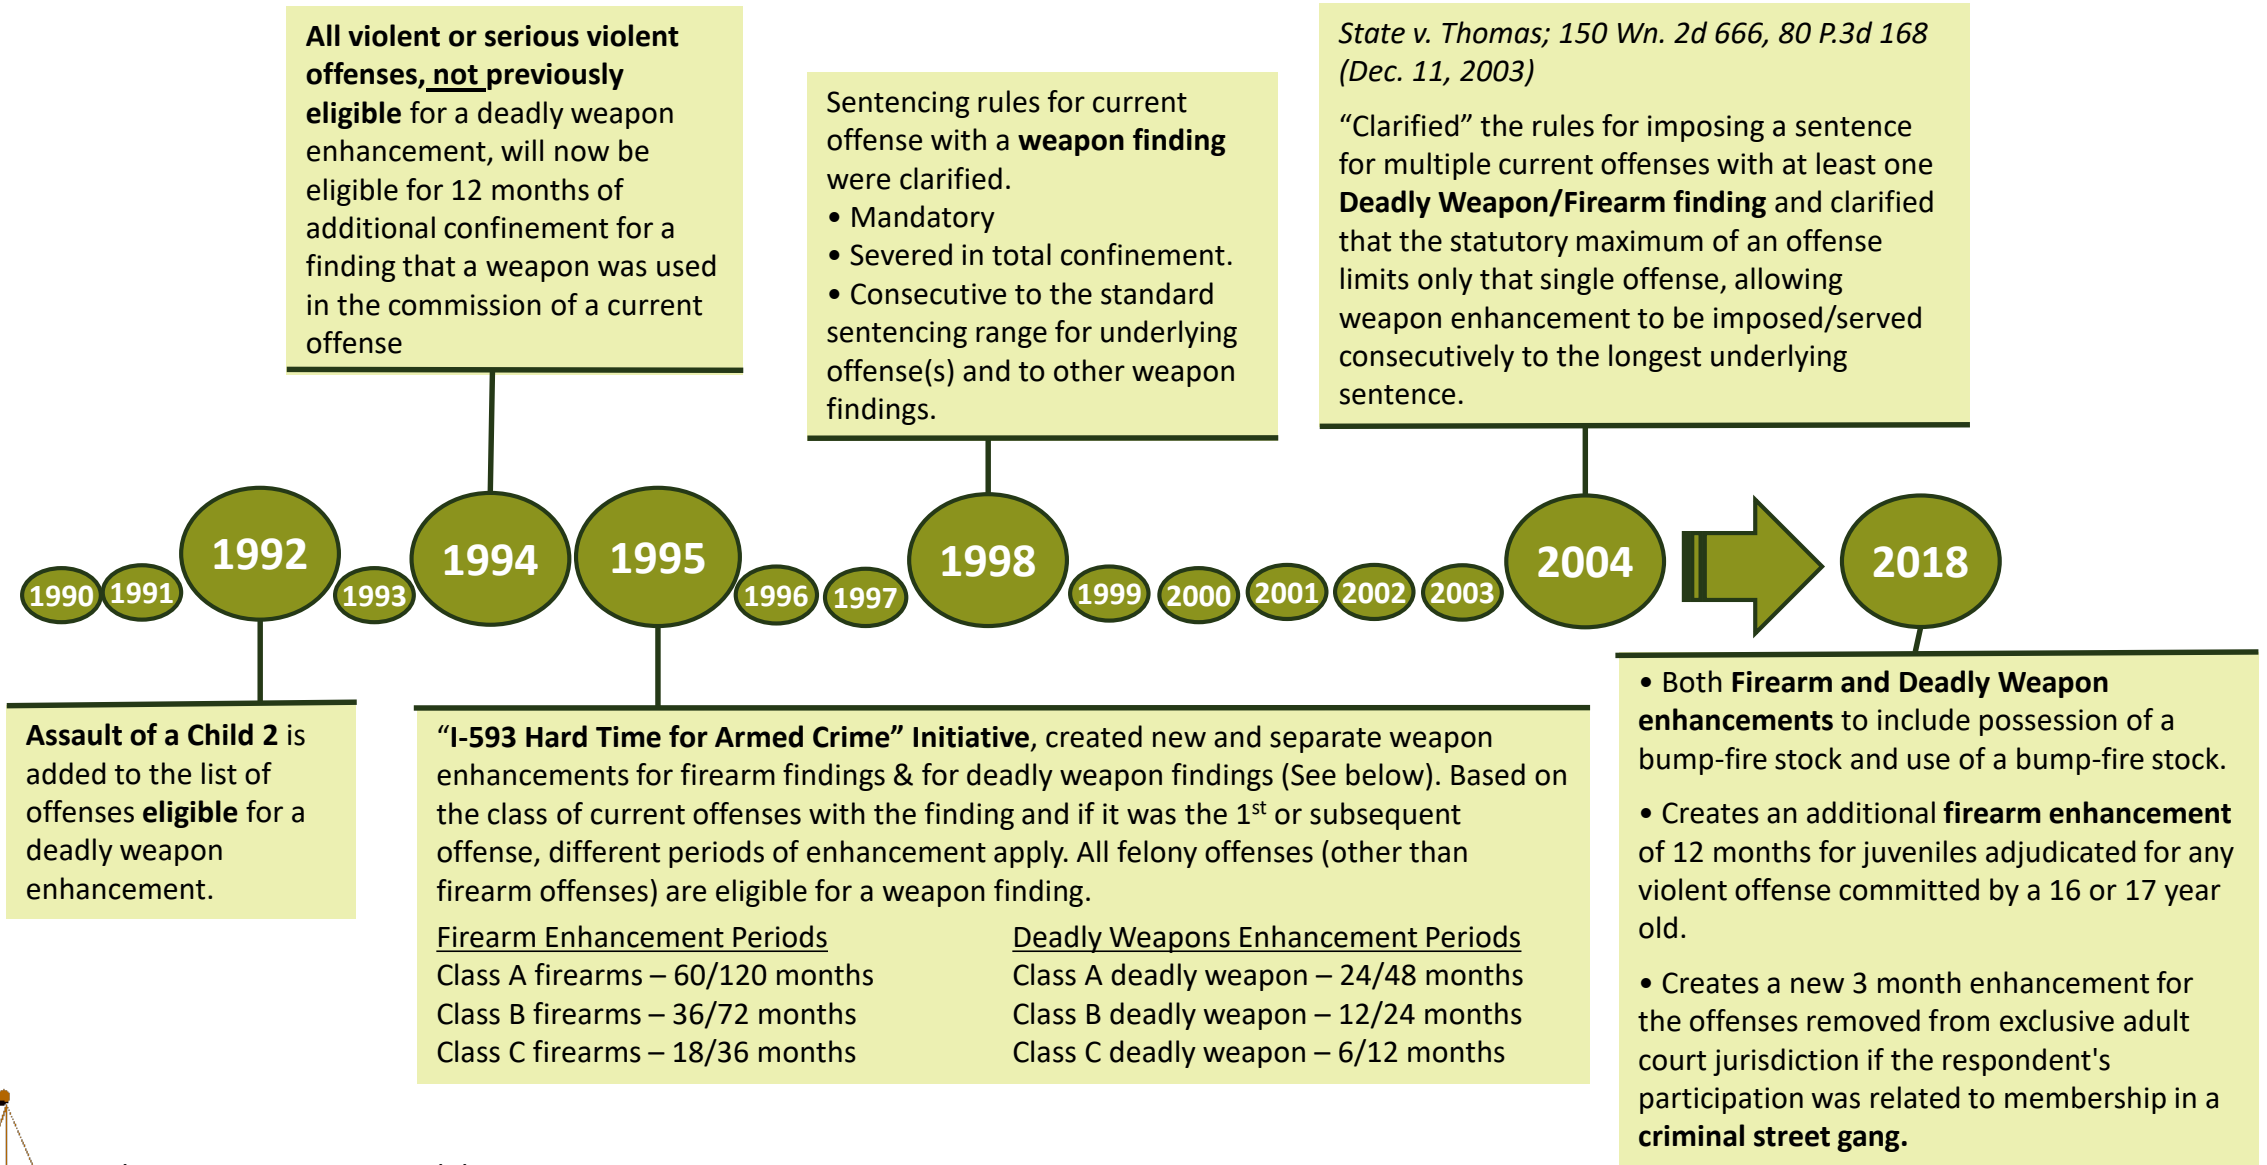 All violent or serious violent
offenses, not previously
eligible for a deadly weapon
enhancement, will now be
eligible for 12 months of
additional confinement for a
finding that a weapon was used
in the commission of a current
offense
Sentencing rules for current
offense with a weapon finding
were clarified.
• Mandatory
• Severed in total confinement.
• Consecutive to the standard
sentencing range for underlying
offense(s) and to other weapon
findings.
State v. Thomas; 150 Wn. 2d 666, 80 P.3d 168
(Dec. 11, 2003)
“Clarified” the rules for imposing a sentence
for multiple current offenses with at least one
Deadly Weapon/Firearm finding and clarified
that the statutory maximum of an offense
limits only that single offense, allowing
weapon enhancement to be imposed/served
consecutively to the longest underlying
sentence.
1990
1991
1992
1993
1994
1995
1996
1997
1998
1999
2000
2001
2002
2003
2004
2018
Assault of a Child 2 is
added to the list of
offenses eligible for a
deadly weapon
enhancement.
“I-593 Hard Time for Armed Crime” Initiative, created new and separate weapon
enhancements for firearm findings & for deadly weapon findings (See below). Based on
the class of current offenses with the finding and if it was the 1st or subsequent
offense, different periods of enhancement apply. All felony offenses (other than
firearm offenses) are eligible for a weapon finding.
Firearm Enhancement Periods
Class A firearms – 60/120 months
Class B firearms – 36/72 months
Class C firearms – 18/36 months
Deadly Weapons Enhancement Periods
Class A deadly weapon – 24/48 months
Class B deadly weapon – 12/24 months
Class C deadly weapon – 6/12 months
• Both Firearm and Deadly Weapon
enhancements to include possession of a
bump-fire stock and use of a bump-fire stock.
• Creates an additional firearm enhancement
of 12 months for juveniles adjudicated for any
violent offense committed by a 16 or 17 year
old.
• Creates a new 3 month enhancement for
the offenses removed from exclusive adult
court jurisdiction if the respondent's
participation was related to membership in a
criminal street gang.